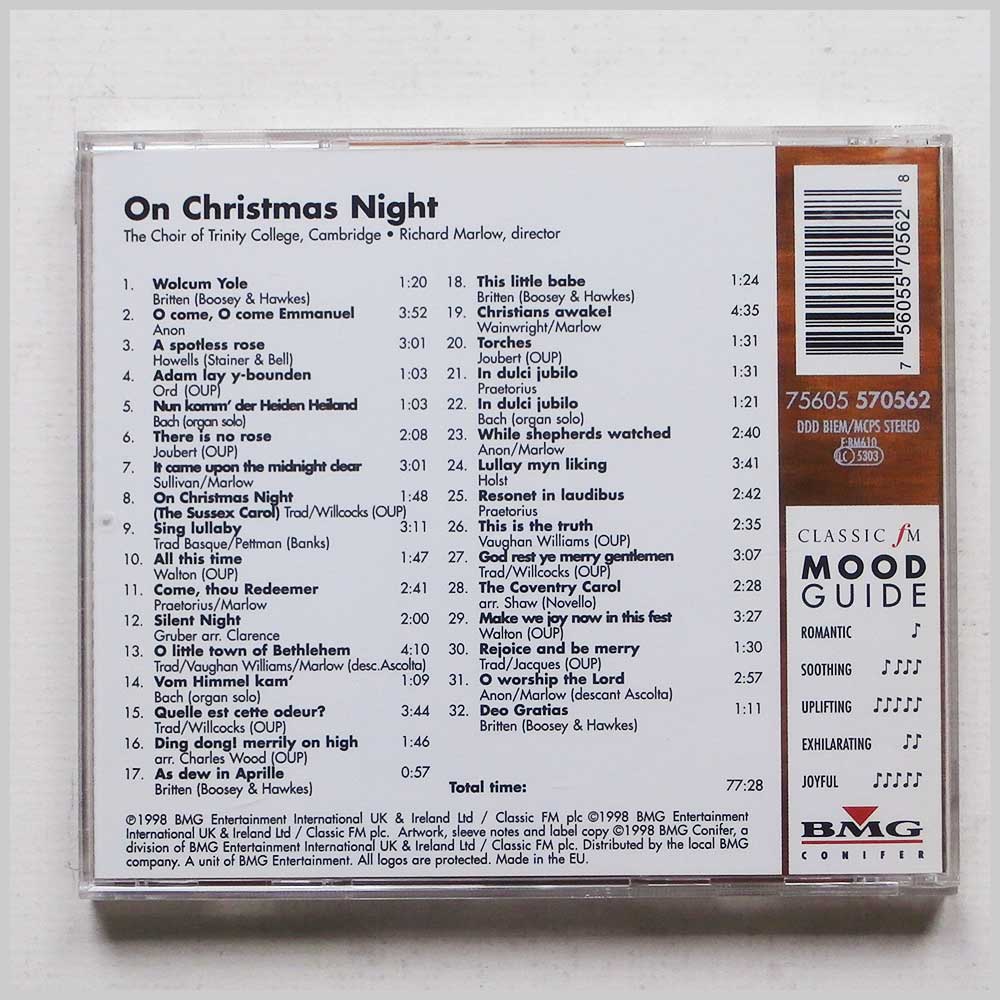 On Christmas Night
The Choir of Trinity College, Cambridge • Richard Marlow, director
1. Wolcum Yole 1:20
Britten (Boosey & Hawkes)
2. O come, O come Emmanuel 3:52
Anon
3. A spotless rose 3:01
Howells (Stainer & Bell)
4. Adam lay y-bounden 1:03
Ord (OUP)
5. Nun komm' der Heiden Heiland 1:03
Bach (organ solo)
6. There is no rose 2:08
Joubert (OUP)
7. It came upon the midnight clear 3:01
Sullivan/Marlow
8. On Christmas Night 1:48
(The Sussex Carol) Trad/Willcocks (OUP)
9. Sing lullaby 3:11
Trad Basque/Pettman (Banks)
10. All this time 1:47
Walton (OUP)
11. Come, thou Redeemer 2:41
Praetorius/Marlow
12. Silent Night 2:00
Gruber arr. Clarence
13. O little town of Bethlehem 4:10
Trad/Vaughan Williams/Marlow (desc.Ascolta)
14. Vom Himmel kam' 1:09
Bach (organ solo)
15. Quelle est cette odeur? 3:44
Trad/Willcocks (OUP)
16. Ding dong! merrily on high 1:46
arr. Charles Wood (OUP)
17. As dew in Aprille 0:57
Britten (Boosey & Hawkes)
18. This little babe 1:24
Britten (Boosey & Hawkes)
19. Christians awake! 4:35
Wainwright/Marlow
20. Torches 1:31
Joubert (OUP)
21. In dulci jubilo 1:31
Praetorius
22. In dulci jubilo 1:21
Bach (organ solo)
23. While shepherds watched 2:40
Anon/Marlow
24. Lullay myn liking 3:41
Holst
25. Resonet in laudibus 2:42
Praetorius
26. This is the truth 2:35
Vaughan Williams (OUP)
27. God rest ye merry gentlemen 3:07
Trad/Willcocks (OUP)
28. The Coventry Carol 2:28
arr. Shaw (Novello)
29. Make we joy now in this fest 3:27
Walton (OUP)
30. Rejoice and be merry 1:30
Trad/Jacques (OUP)
31. O worship the Lord 2:57
Anon/Marlow (descant Ascolta)
32. Deo Gratias 1:11
Britten (Boosey & Hawkes)
Total time: 77:28
℗1998 BMG Entertainment International UK & Ireland Ltd / Classic FM plc ©1998 BMG Entertainment
International UK & Ireland Ltd / Classic FM plc. Artwork, sleeve notes and label copy ©1998 BMG Conifer, a
division of BMG Entertainment International UK & Ireland Ltd / Classic FM plc. Distributed by the local BMG
company. A unit of BMG Entertainment. All logos are protected. Made in the EU.
7 56055 70562 8
75605 570562
DDD BIEM/MCPS STEREO
F:BM610
LC 5303
CLASSIC fM
MOOD
GUIDE
ROMANTIC
SOOTHING
UPLIFTING
EXHILARATING
JOYFUL
BMG
CONIFER